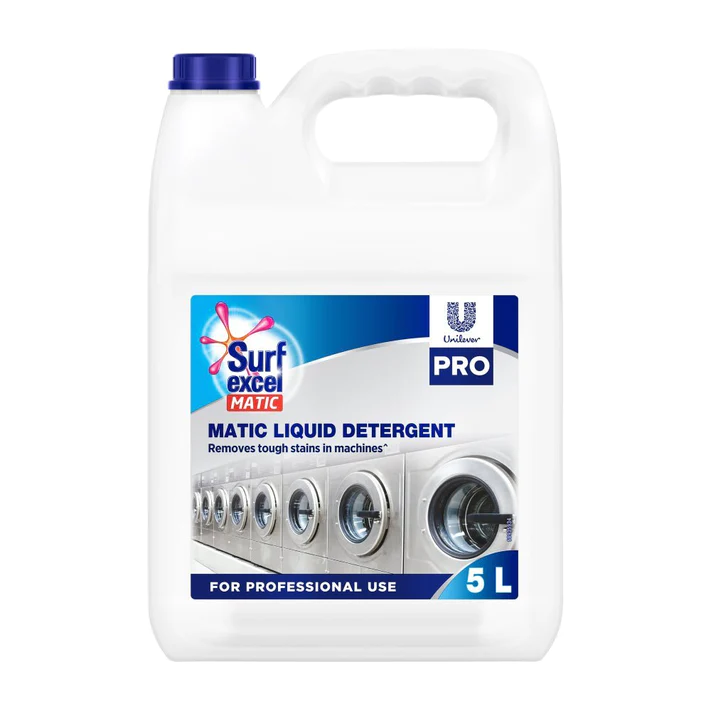 Surf
excel
MATIC
Unilever
PRO
MATIC LIQUID DETERGENT
Removes tough stains in machines^
FOR PROFESSIONAL USE
5 L